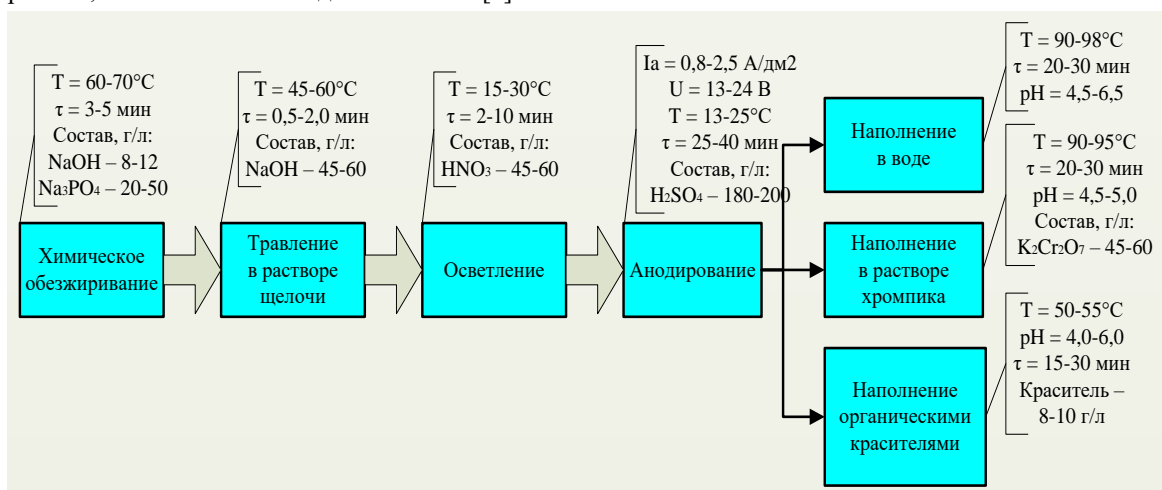 T = 60-70°C
τ = 3-5 мин
Состав, г/л:
NaOH – 8-12
Na₃PO₄ – 20-50
T = 45-60°C
τ = 0,5-2,0 мин
Состав, г/л:
NaOH – 45-60
T = 15-30°C
τ = 2-10 мин
Состав, г/л:
HNO₃ – 45-60
Ia = 0,8-2,5 А/дм2
U = 13-24 В
T = 13-25°C
τ = 25-40 мин
Состав, г/л:
H₂SO₄ – 180-200
T = 90-98°C
τ = 20-30 мин
pH = 4,5-6,5
T = 90-95°C
τ = 20-30 мин
pH = 4,5-5,0
Состав, г/л:
K₂Cr₂O₇ – 45-60
T = 50-55°C
pH = 4,0-6,0
τ = 15-30 мин
Краситель –
8-10 г/л
Химическое
обезжиривание
Травление
в растворе
щелочи
Осветление
Анодирование
Наполнение
в воде
Наполнение
в растворе
хромпика
Наполнение
органическими
красителями